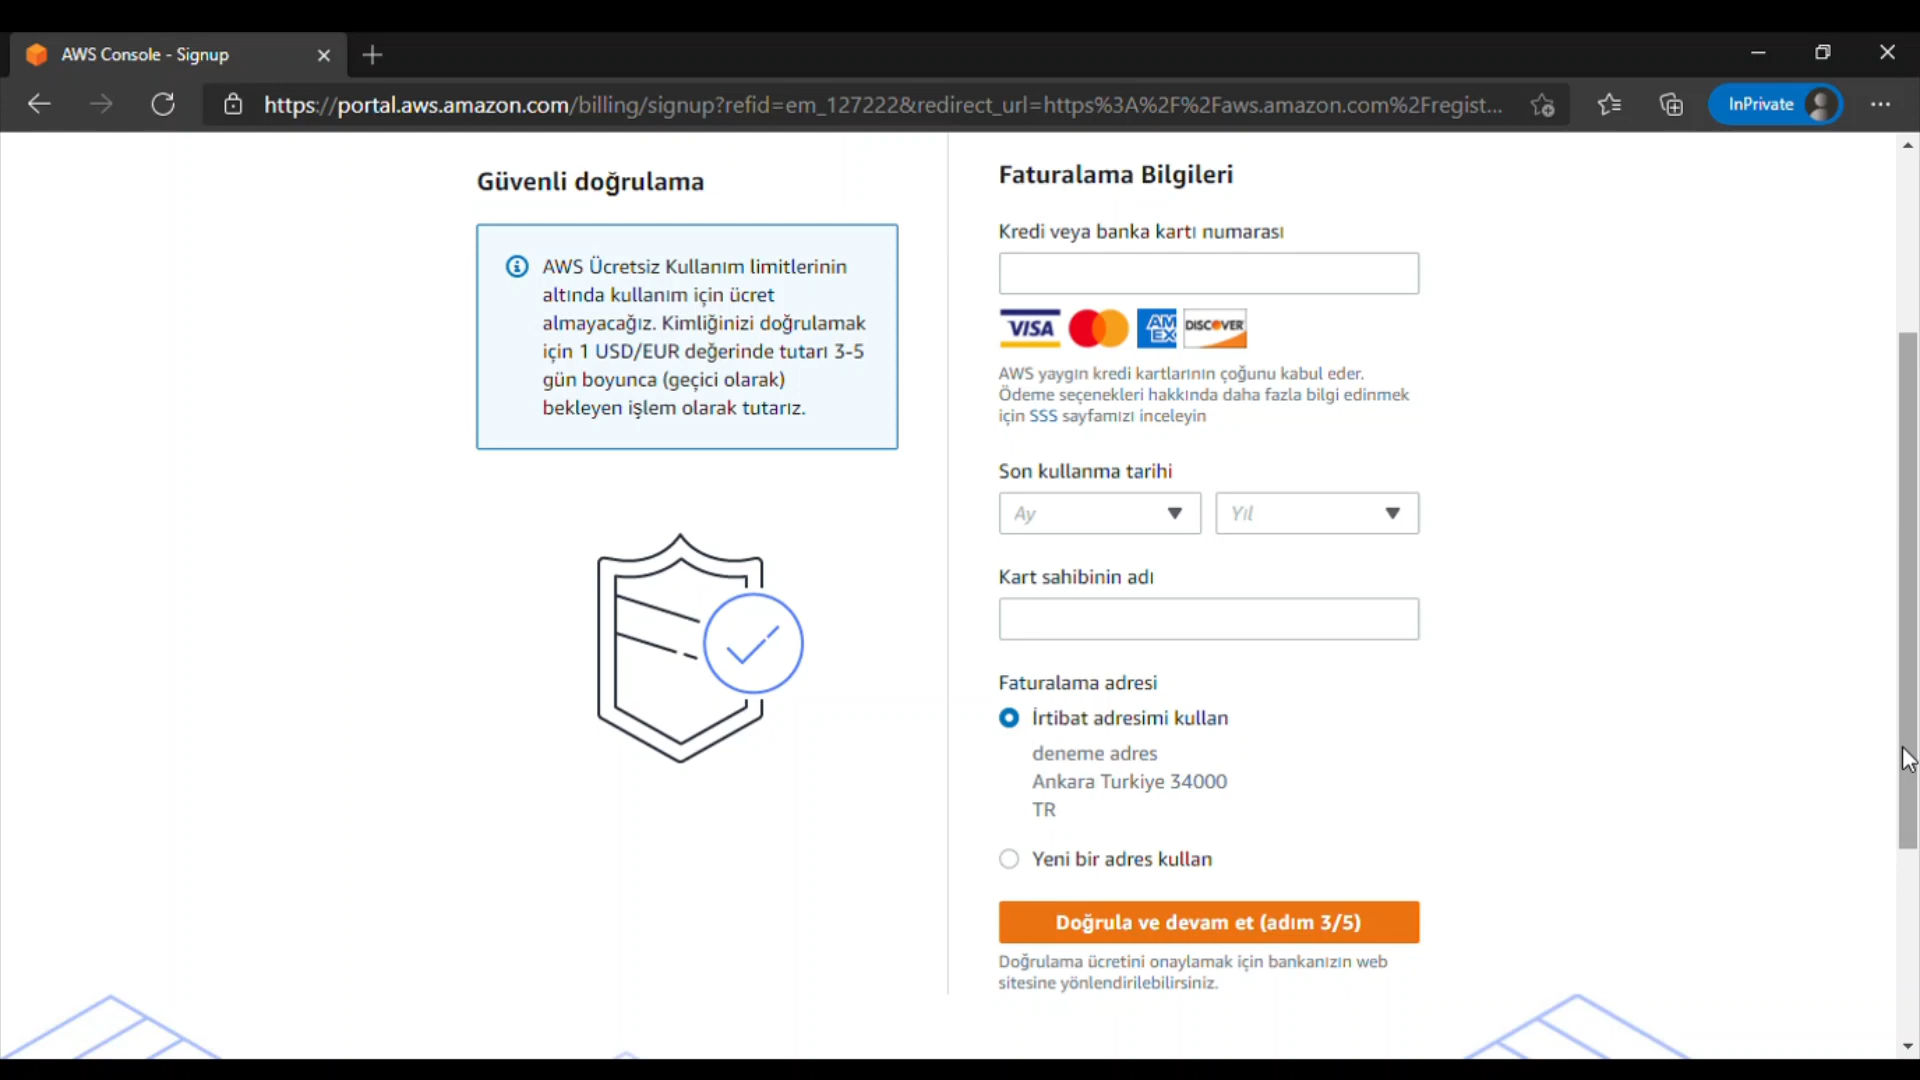 AWS Console - Signup
https://portal.aws.amazon.com/billing/signup?refid=em_127222&redirect_url=https%3A%2F%2Faws.amazon.com%2Fregist...
InPrivate
Güvenli doğrulama
AWS Ücretsiz Kullanım limitlerinin
altında kullanım için ücret
almayacağız. Kimliğinizi doğrulamak
için 1 USD/EUR değerinde tutarı 3-5
gün boyunca (geçici olarak)
bekleyen işlem olarak tutarız.
Faturalama Bilgileri
Kredi veya banka kartı numarası
VISA
AM
EX
DISCOVER
AWS yaygın kredi kartlarının çoğunu kabul eder.
Ödeme seçenekleri hakkında daha fazla bilgi edinmek
için SSS sayfamızı inceleyin
Son kullanma tarihi
Ay
Yıl
Kart sahibinin adı
Faturalama adresi
İrtibat adresimi kullan
deneme adres
Ankara Turkiye 34000
TR
Yeni bir adres kullan
Doğrula ve devam et (adım 3/5)
Doğrulama ücretini onaylamak için bankanızın web
sitesine yönlendirilebilirsiniz.